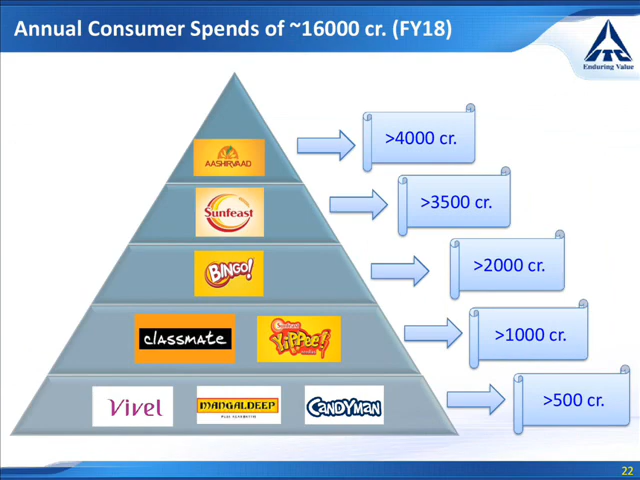 Annual Consumer Spends of ~16000 cr. (FY18)
ITC
Enduring Value
AASHIRVAAD
>4000 cr.
Sunfeast
>3500 cr.
BINGO!
>2000 cr.
classmate
Sunfeast
YiPPee!
>1000 cr.
Vivel
MANGALDEEP
CANDYMAN
>500 cr.
22